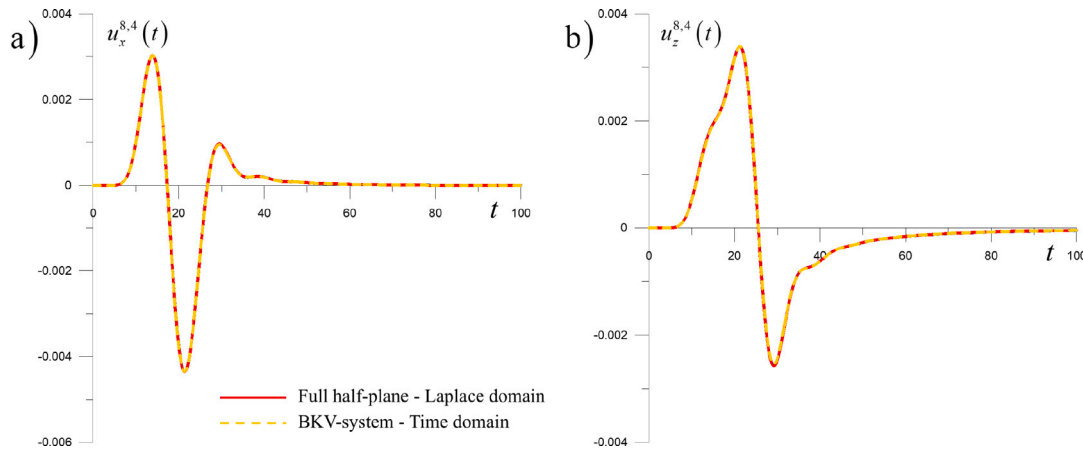 a)
u_x^{8,4}(t)
0.004
0.002
0
-0.002
-0.004
-0.006
0
20
40
60
80
100
t
Full half-plane - Laplace domain
BKV-system - Time domain
b)
u_z^{8,4}(t)
0.004
0.002
0
-0.002
-0.004
0
20
40
60
80
100
t